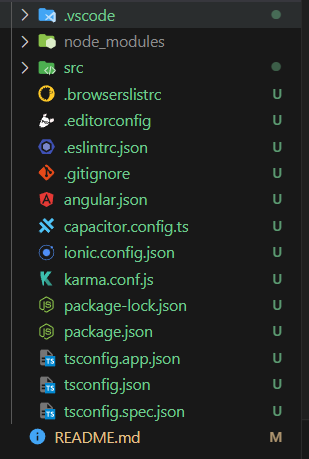 .vscode
node_modules
src
.browserslistrc U
.editorconfig U
.eslintrc.json U
.gitignore U
angular.json U
capacitor.config.ts U
ionic.config.json U
karma.conf.js U
package-lock.json U
package.json U
tsconfig.app.json U
tsconfig.json U
tsconfig.spec.json U
README.md M